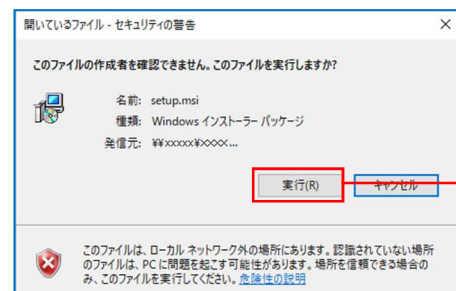 開いているファイル - セキュリティの警告
このファイルの作成者を確認できません。このファイルを実行しますか?
名前: setup.msi
種類: Windows インストーラー パッケージ
発信元: ¥¥xxxxx¥xxxx...
実行(R)
キャンセル
このファイルは、ローカル ネットワーク外の場所にあります。認識されていない場所
のファイルは、PC に問題を起こす可能性があります。場所を信頼できる場合の
み、このファイルを実行してください。危険性の説明